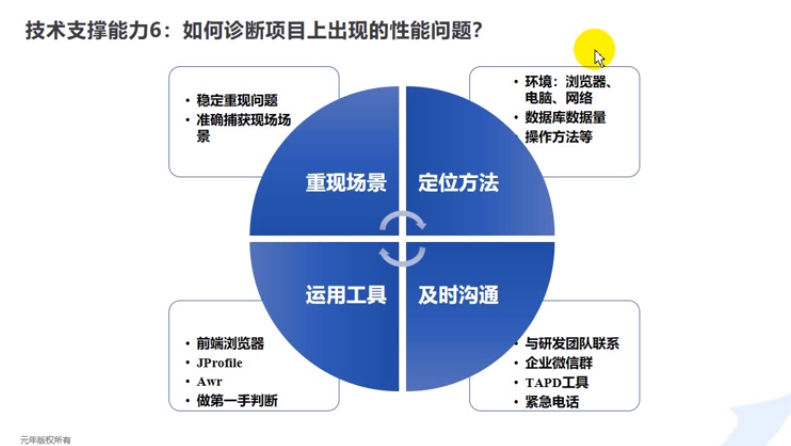 技术支撑能力6：如何诊断项目上出现的性能问题？
• 稳定重现问题
• 准确捕获现场场
景
• 环境：浏览器、
电脑、网络
• 数据库数据量
• 操作方法等
重现场景
定位方法
运用工具
及时沟通
• 前端浏览器
• JProfile
• Awr
• 做第一手判断
• 与研发团队联系
• 企业微信群
• TAPD工具
• 紧急电话
元年版权所有